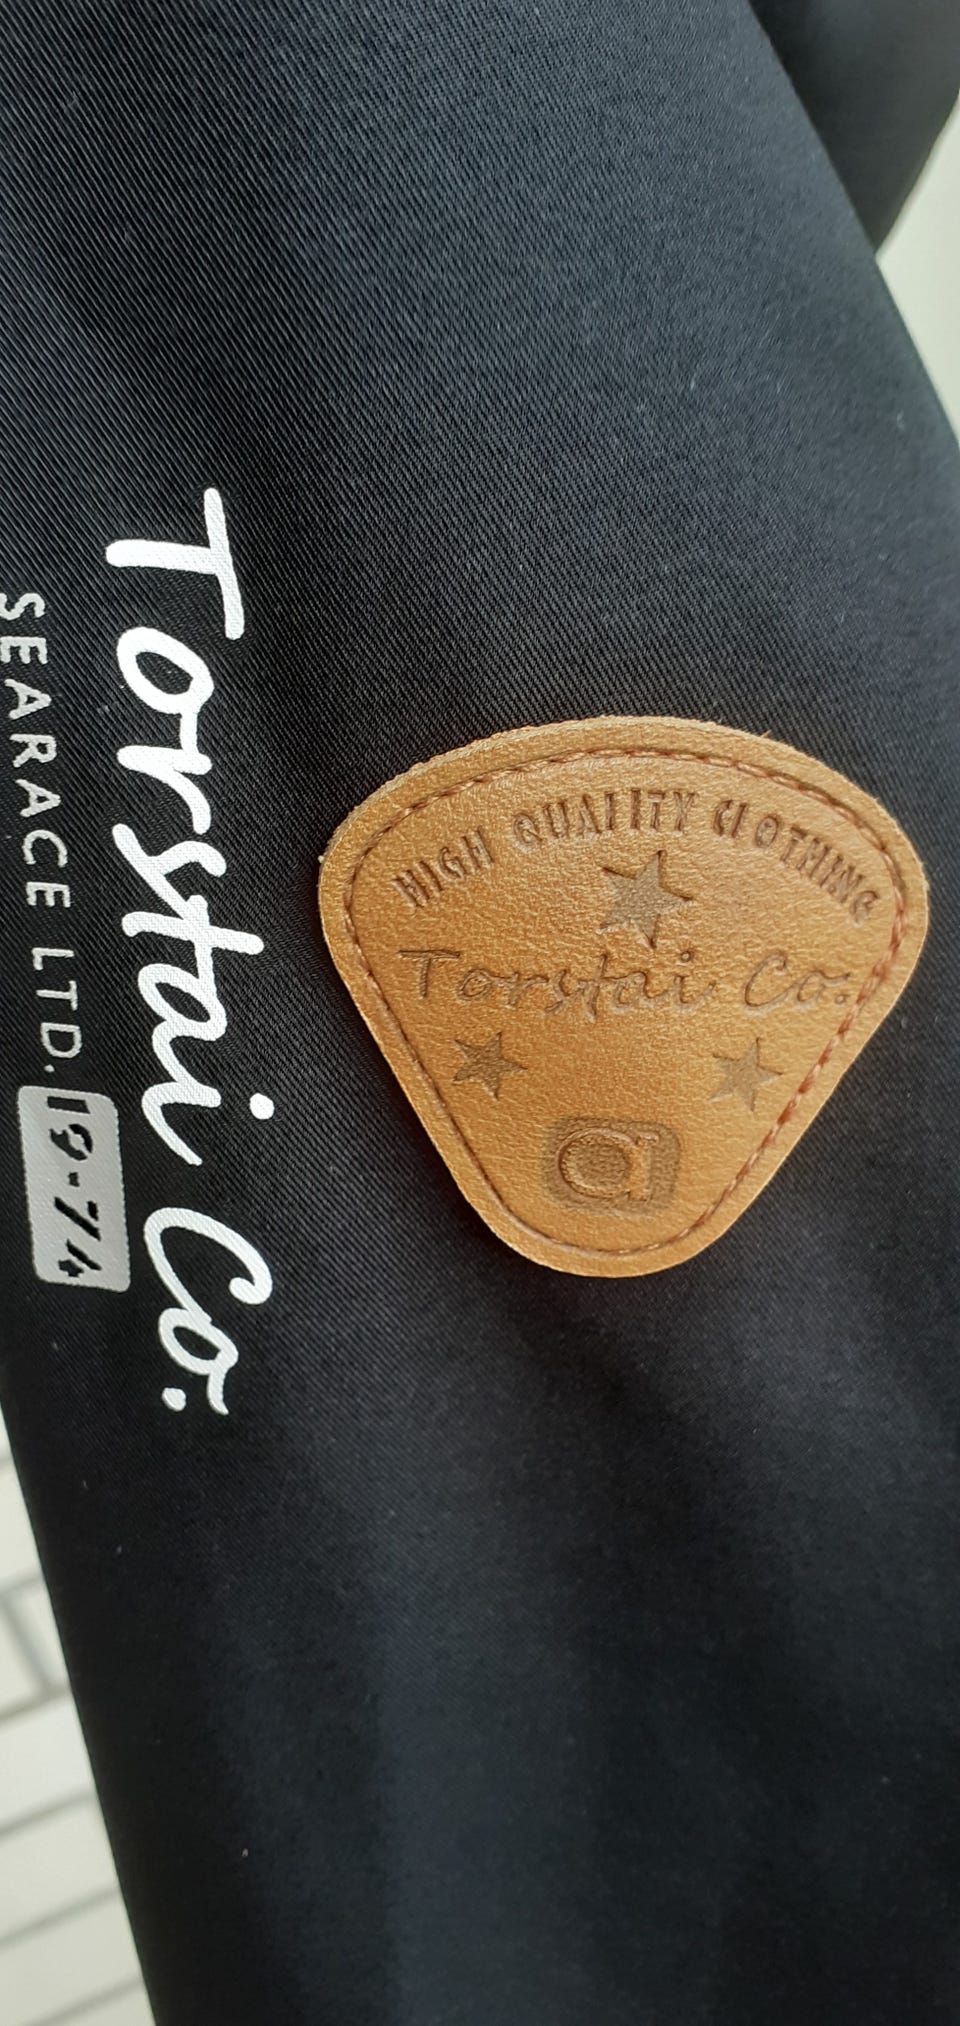 Torstai Co.
SEARACE LTD. 19-74
HIGH QUALITY CLOTHING
Torstai Co.
a